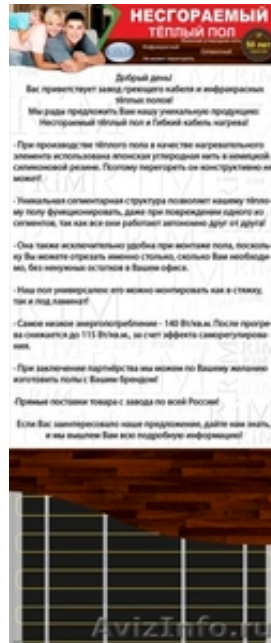 НЕСГОРАЕМЫЙ
ТЁПЛЫЙ ПОЛ
Инфракрасный
50 лет
Добрый день!
Вас приветствует завод греющего кабеля и инфракрасных
тёплых полов!
Мы рады предложить Вам нашу уникальную продукцию:
Несгораемый тёплый пол и Гибкий кабель нагрева!
- При производстве тёплого пола в качестве нагревательного
элемента использована японская углеродная нить в немецкой
силиконовой резине. Поэтому перегореть он конструктивно не
может!
- Уникальная сегментарная структура позволяет нашему тёпло-
му полу функционировать, даже при повреждении одного из
сегментов, так как все они работают автономно друг от друга!
- Она также исключительно удобна при монтаже пола, посколь-
ку Вы можете отрезать именно столько, сколько Вам необходи-
мо, без ненужных остатков в Вашем офисе.
- Наш пол универсален: его можно монтировать как в стяжку,
так и под ламинат!
- Самое низкое энергопотребление - 140 Вт/кв.м. После прогре-
ва снижается до 115 Вт/кв.м., за счет эффекта саморегулирова-
ния.
- При заключении партнёрства мы можем по Вашему желанию
изготовить полы с Вашим брендом!
-Прямые поставки товара с завода по всей России!
Если Вас заинтересовало наше предложение, дайте нам знать,
и мы вышлем Вам всю подробную информацию!
AvizInfo.ru